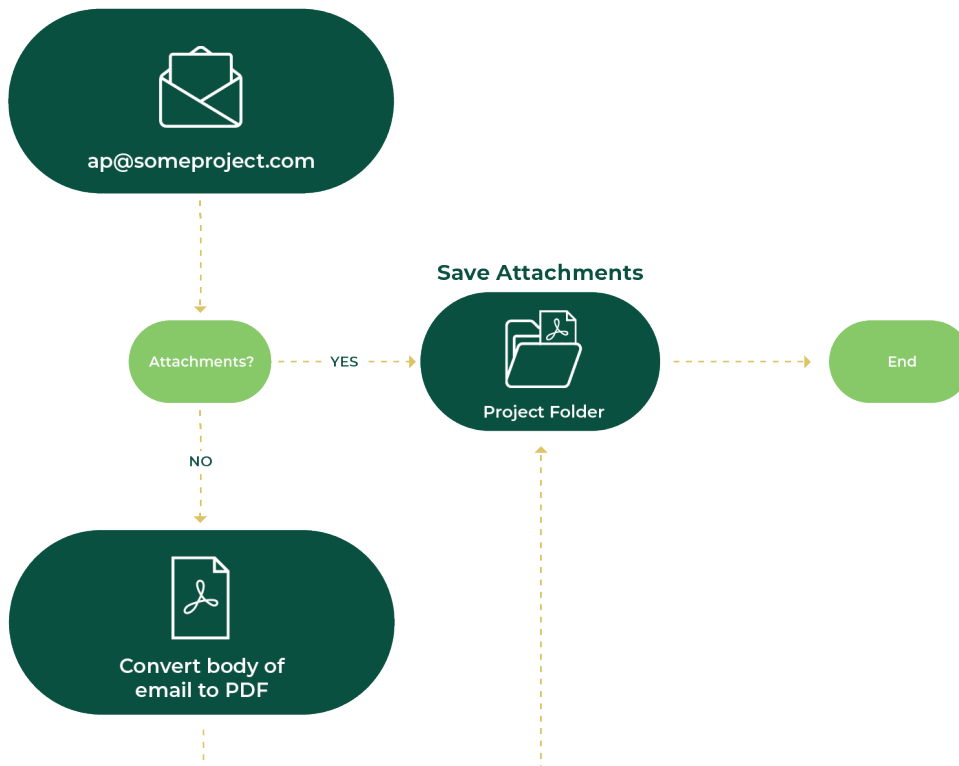 ap@someproject.com
Save Attachments
Attachments?
YES
Project Folder
End
NO
Convert body of
email to PDF